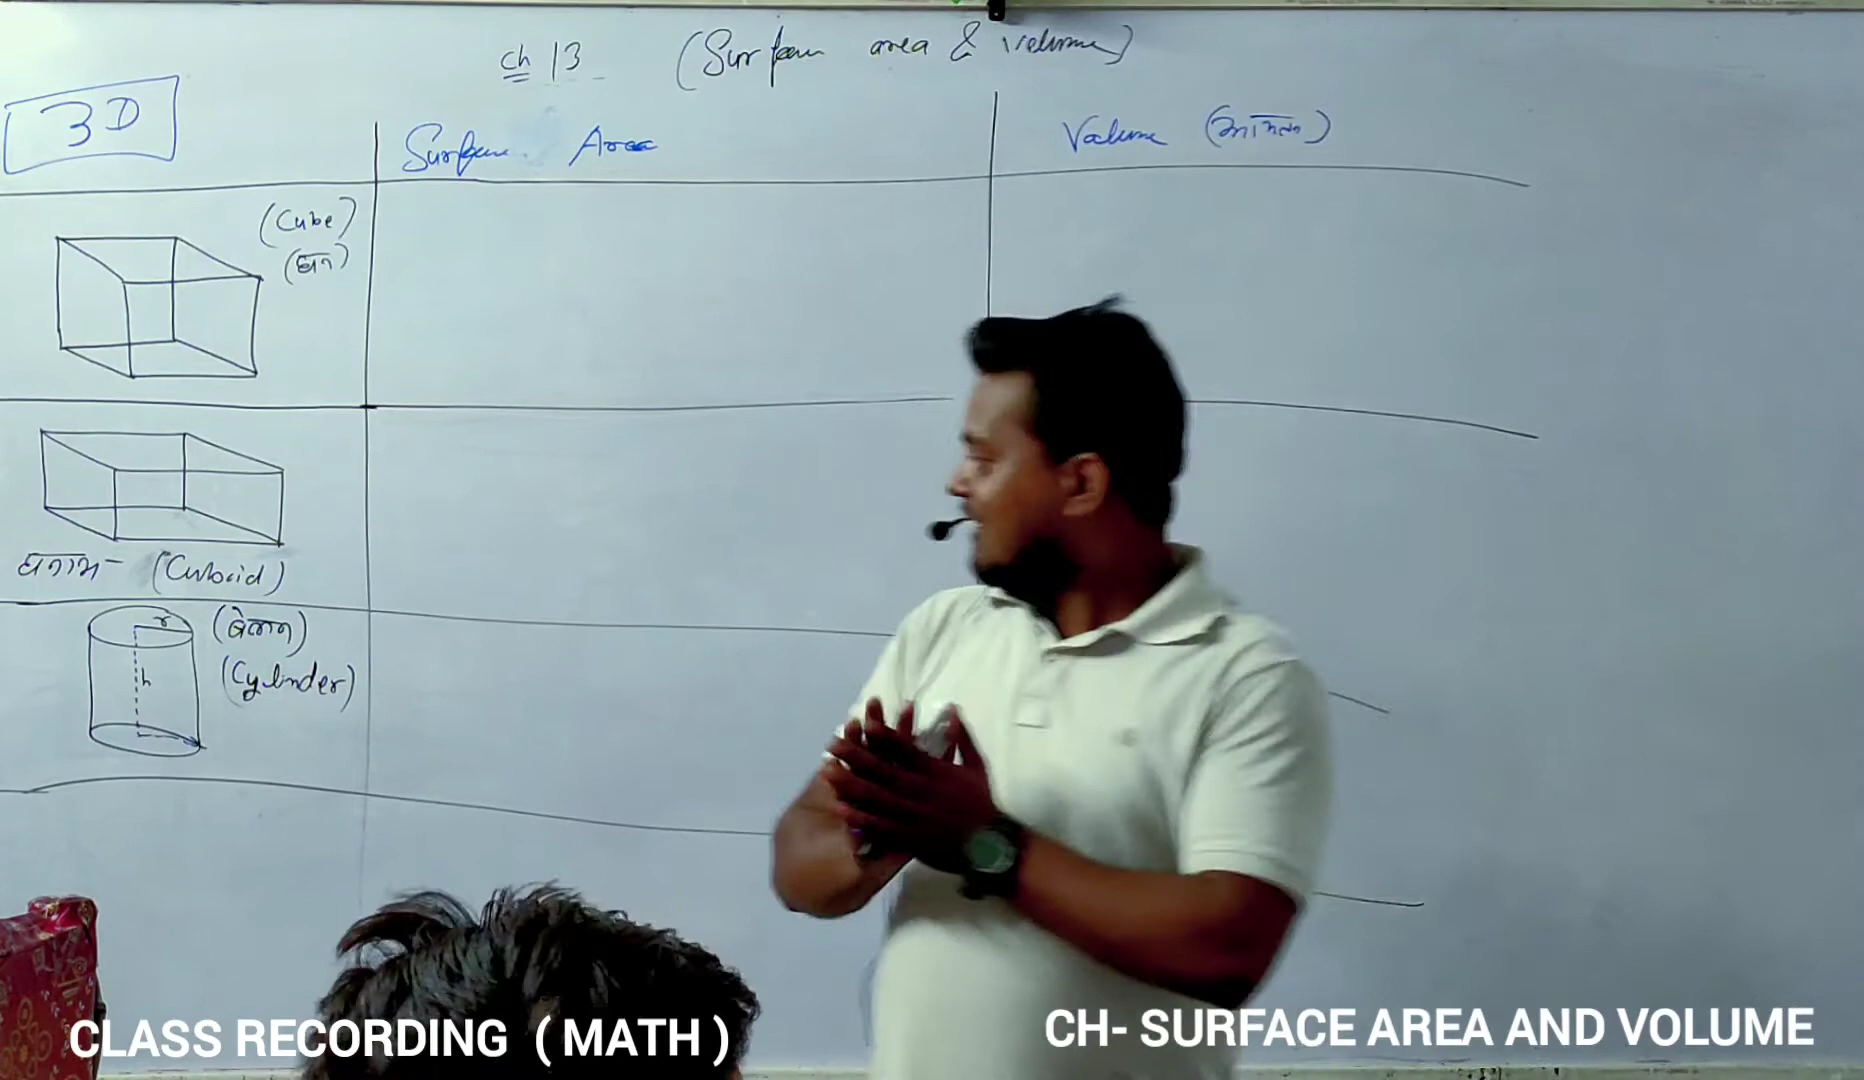 ch 13 (Surface area & Volume)
3D
Surface Area
Volume (आयतन)
(Cube)
(घन)
घनाभ - (Cuboid)
r
(बेलन)
h
(Cylinder)
CLASS RECORDING ( MATH )
CH- SURFACE AREA AND VOLUME